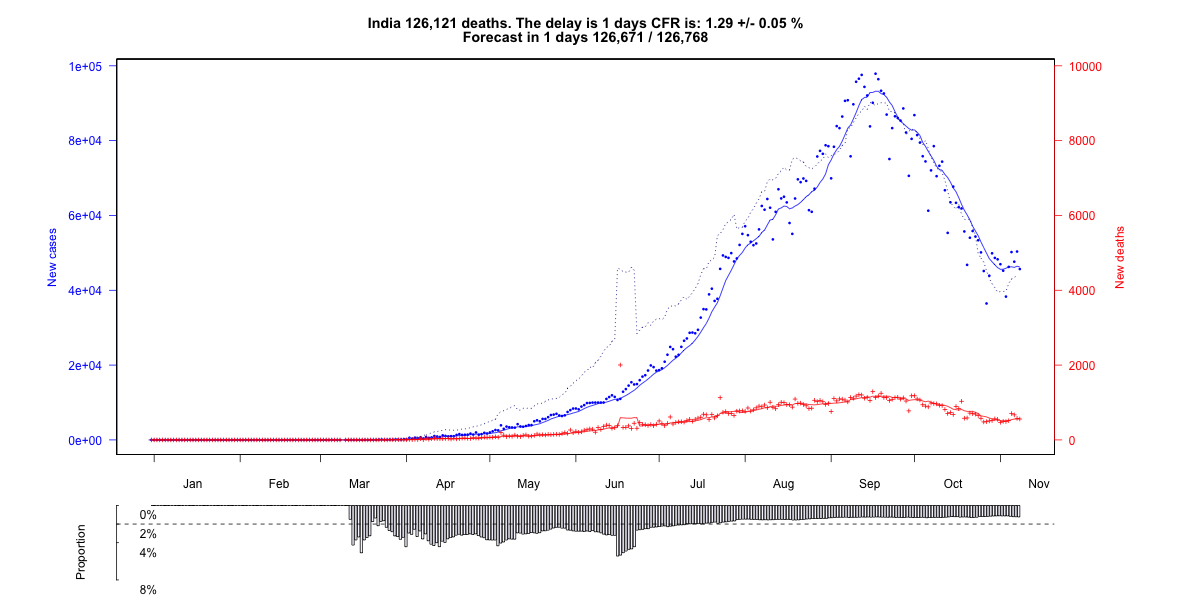 India 126,121 deaths. The delay is 1 days CFR is: 1.29 +/- 0.05 %
Forecast in 1 days 126,671 / 126,768
1e+05
8e+04
6e+04
4e+04
2e+04
0e+00
New cases
10000
8000
6000
4000
2000
0
New deaths
Jan Feb Mar Apr May Jun Jul Aug Sep Oct Nov
Proportion
0%
2%
4%
8%